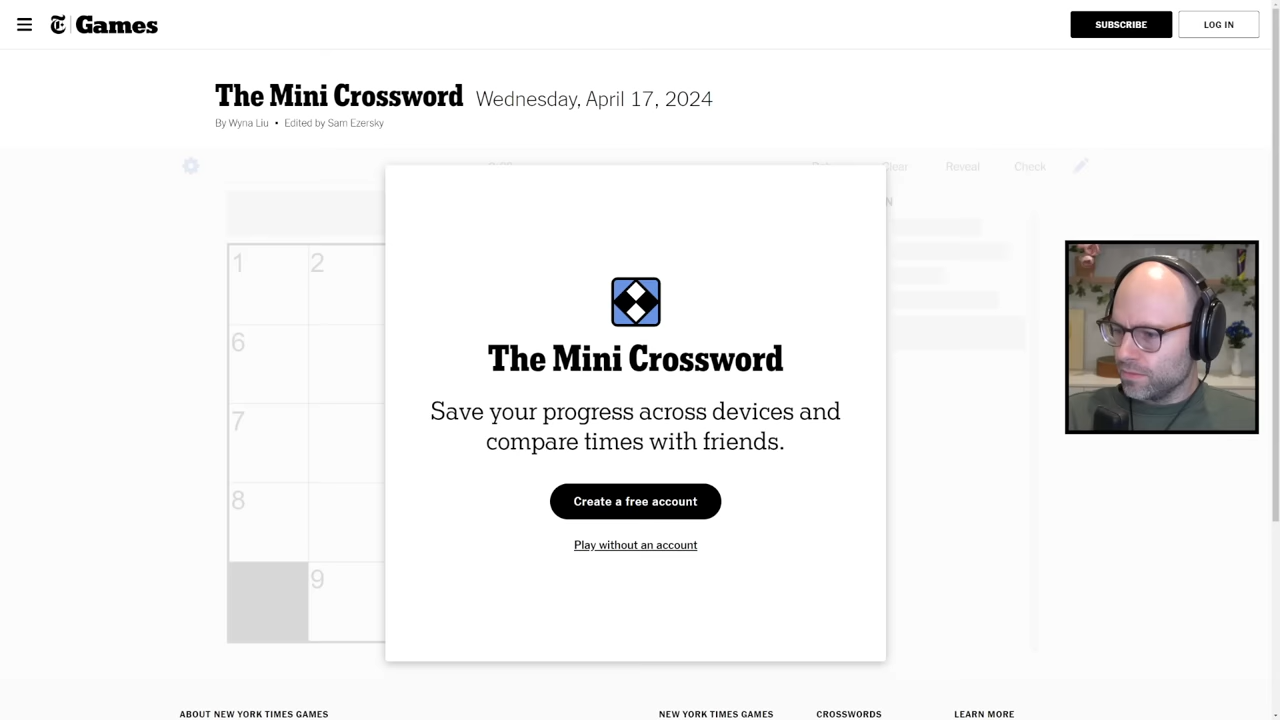 Games
SUBSCRIBE
LOG IN
The Mini Crossword Wednesday, April 17, 2024
By Wyna Liu • Edited by Sam Ezersky
Reveal
Check
1
2
6
7
8
9
The Mini Crossword
Save your progress across devices and
compare times with friends.
Create a free account
Play without an account
ABOUT NEW YORK TIMES GAMES
NEW YORK TIMES GAMES
CROSSWORDS
LEARN MORE